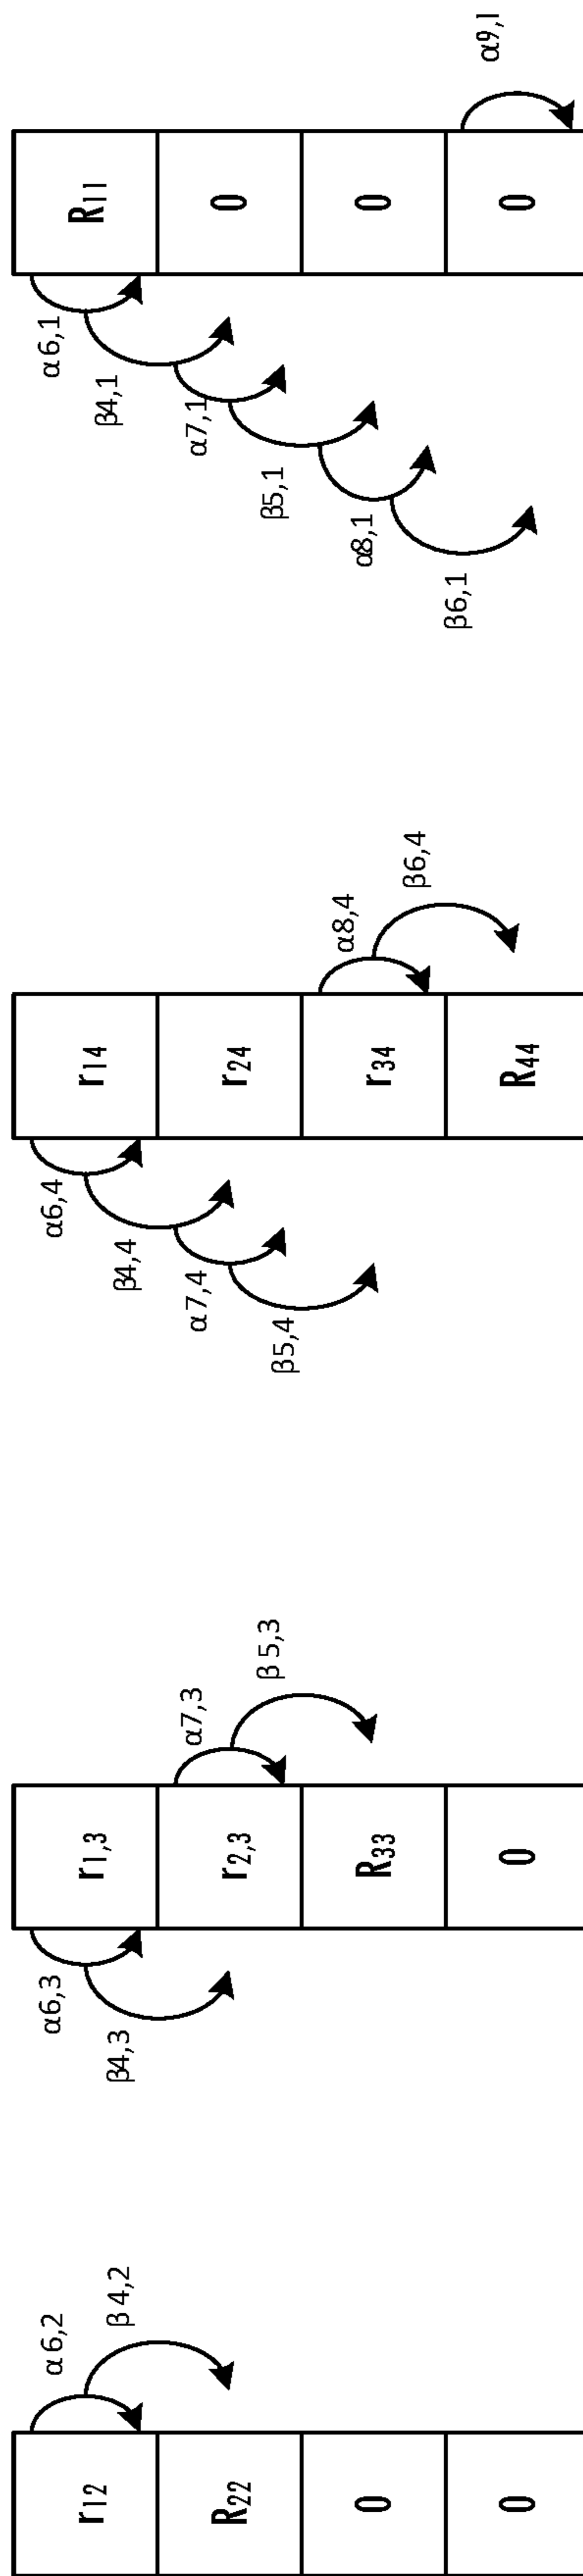 r12
R22
0
0
α6,2
β4,2
α6,3
β4,3
r1,3
r2,3
R33
0
α7,3
β5,3
α6,4
β4,4
α7,4
β5,4
r14
r24
r34
R44
α8,4
β6,4
α6,1
β4,1
α7,1
β5,1
α8,1
β6,1
R11
0
0
0
α9,1